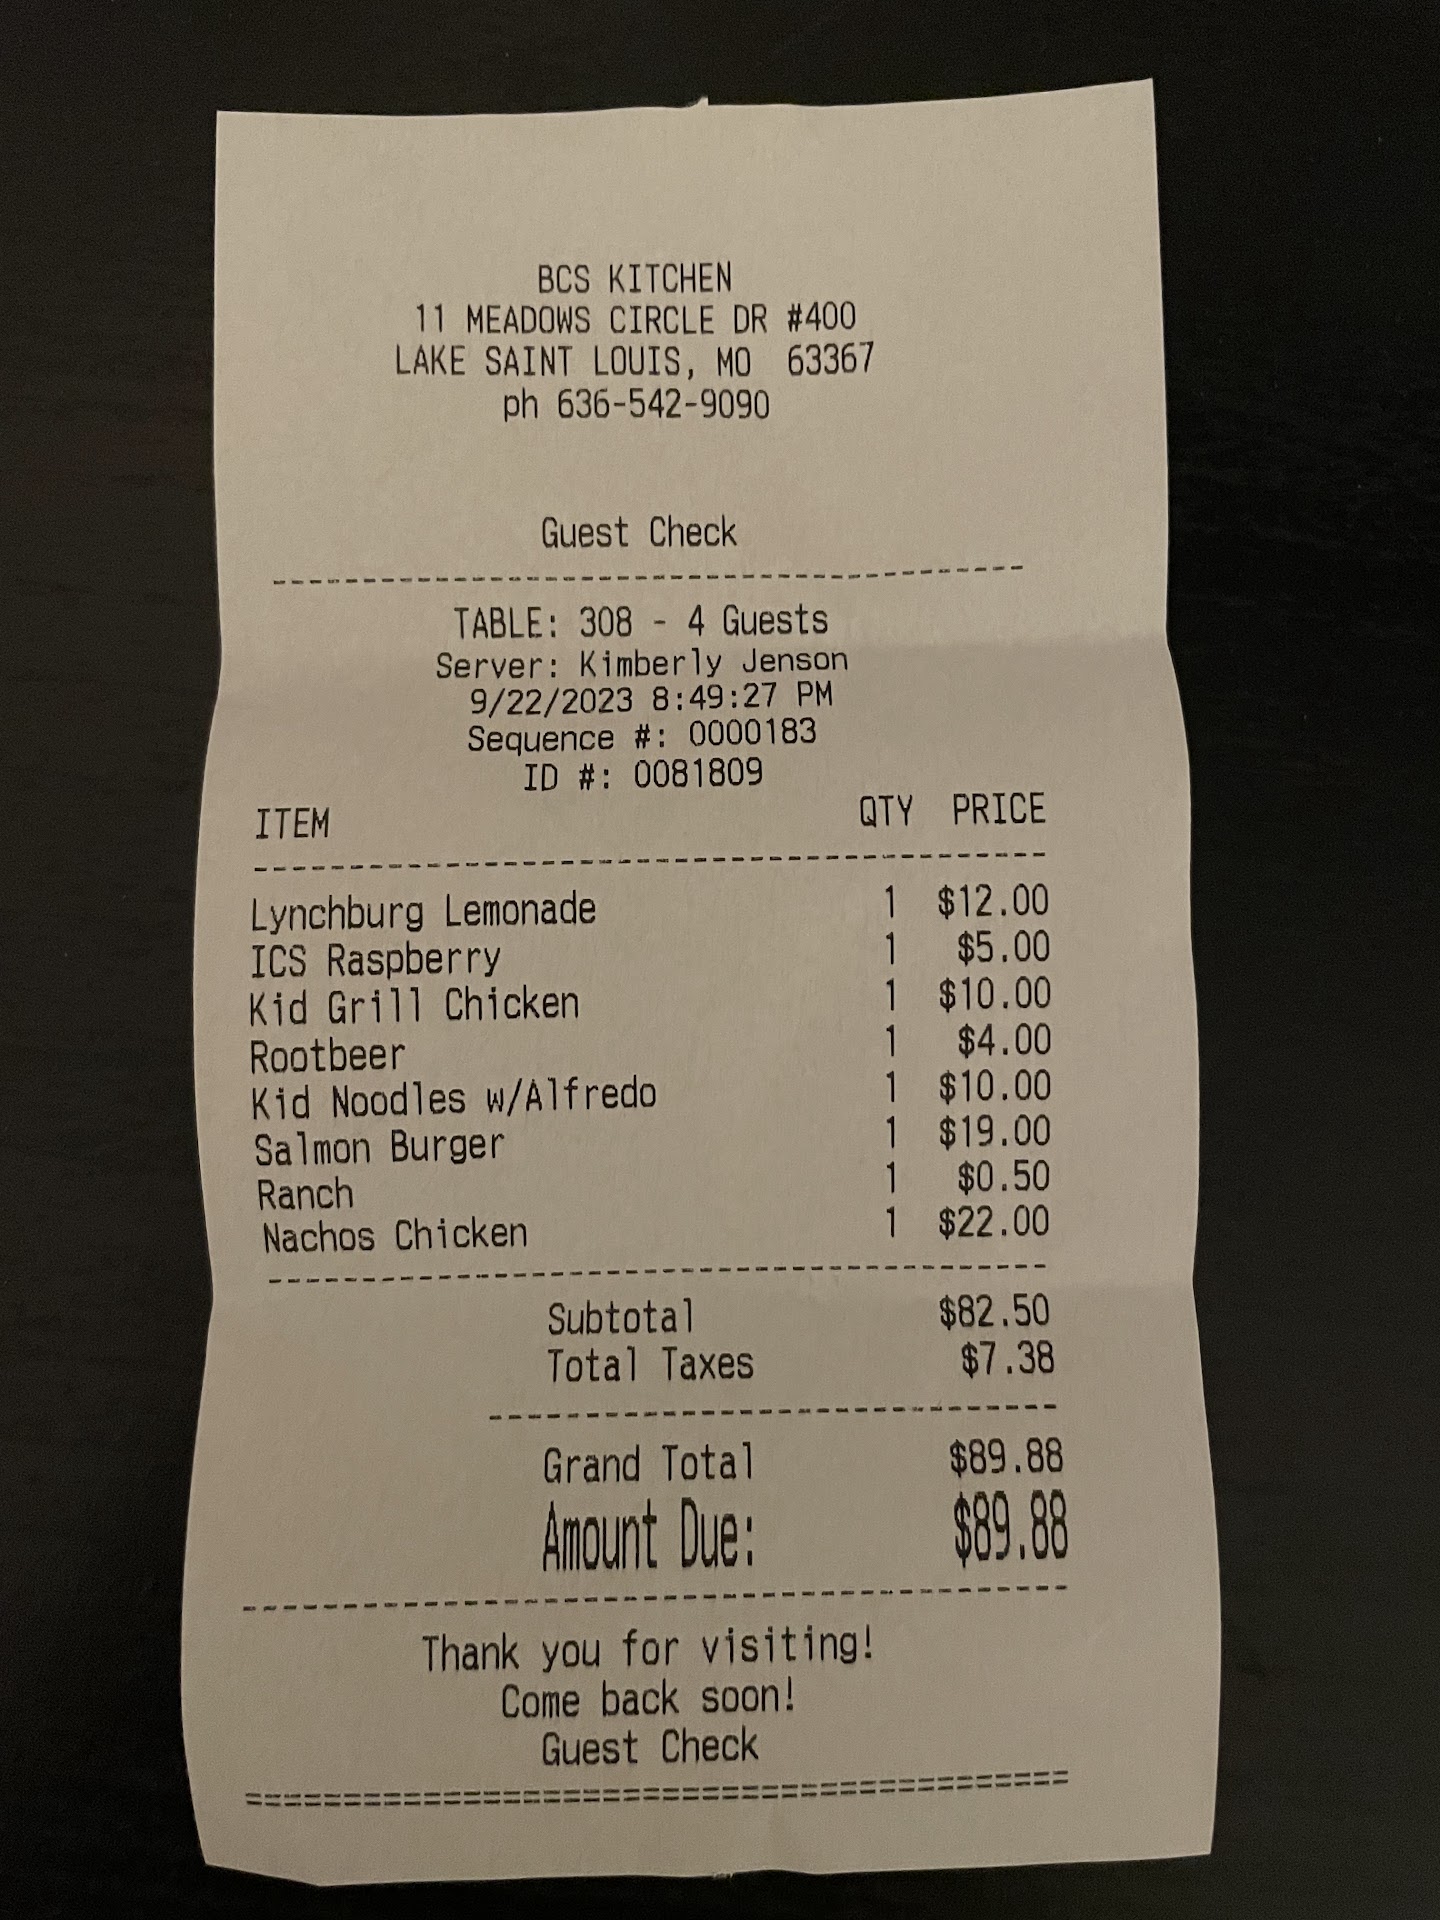 BCS KITCHEN
11 MEADOWS CIRCLE DR #400
LAKE SAINT LOUIS, MO 63367
ph 636-542-9090
Guest Check
----------------------------------------
TABLE: 308 - 4 Guests
Server: Kimberly Jenson
9/22/2023 8:49:27 PM
Sequence #: 0000183
ID #: 0081809
ITEM QTY PRICE
----------------------------------------
Lynchburg Lemonade 1 $12.00
ICS Raspberry 1 $5.00
Kid Grill Chicken 1 $10.00
Rootbeer 1 $4.00
Kid Noodles w/Alfredo 1 $10.00
Salmon Burger 1 $19.00
Ranch 1 $0.50
Nachos Chicken 1 $22.00
----------------------------------------
Subtotal $82.50
Total Taxes $7.38
----------------------------
Grand Total $89.88
Amount Due: $89.88
----------------------------------------
Thank you for visiting!
Come back soon!
Guest Check
========================================